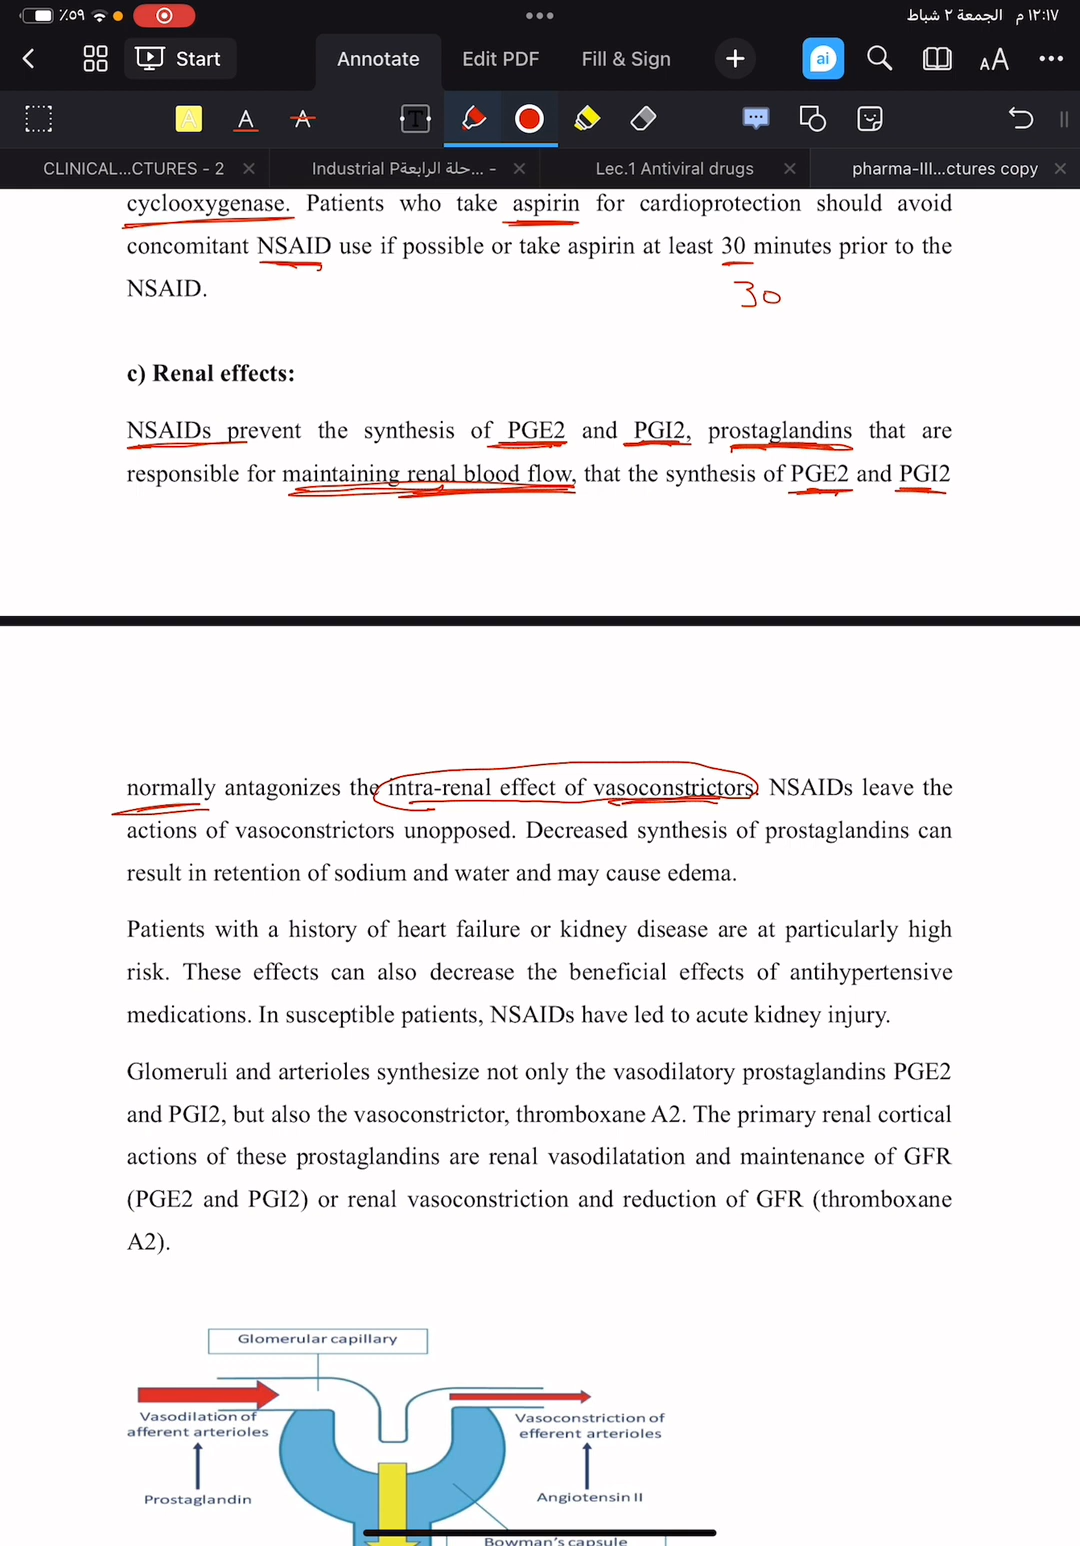 ٪٥٩
١٢:١٧ م الجمعة ٢ شباط
Start
Annotate
Edit PDF
Fill & Sign
ai
AA
A A A T
CLINICAL...CTURES - 2
Industrial Pحلة الرابعة... -
Lec.1 Antiviral drugs
pharma-III...ctures copy
cyclooxygenase. Patients who take aspirin for cardioprotection should avoid
concomitant NSAID use if possible or take aspirin at least 30 minutes prior to the
NSAID.
30
c) Renal effects:
NSAIDs prevent the synthesis of PGE2 and PGI2, prostaglandins that are
responsible for maintaining renal blood flow, that the synthesis of PGE2 and PGI2
normally antagonizes the intra-renal effect of vasoconstrictors. NSAIDs leave the
actions of vasoconstrictors unopposed. Decreased synthesis of prostaglandins can
result in retention of sodium and water and may cause edema.
Patients with a history of heart failure or kidney disease are at particularly high
risk. These effects can also decrease the beneficial effects of antihypertensive
medications. In susceptible patients, NSAIDs have led to acute kidney injury.
Glomeruli and arterioles synthesize not only the vasodilatory prostaglandins PGE2
and PGI2, but also the vasoconstrictor, thromboxane A2. The primary renal cortical
actions of these prostaglandins are renal vasodilatation and maintenance of GFR
(PGE2 and PGI2) or renal vasoconstriction and reduction of GFR (thromboxane
A2).
Glomerular capillary
Vasodilation of
afferent arterioles
Prostaglandin
Vasoconstriction of
efferent arterioles
Angiotensin II
Bowman's capsule